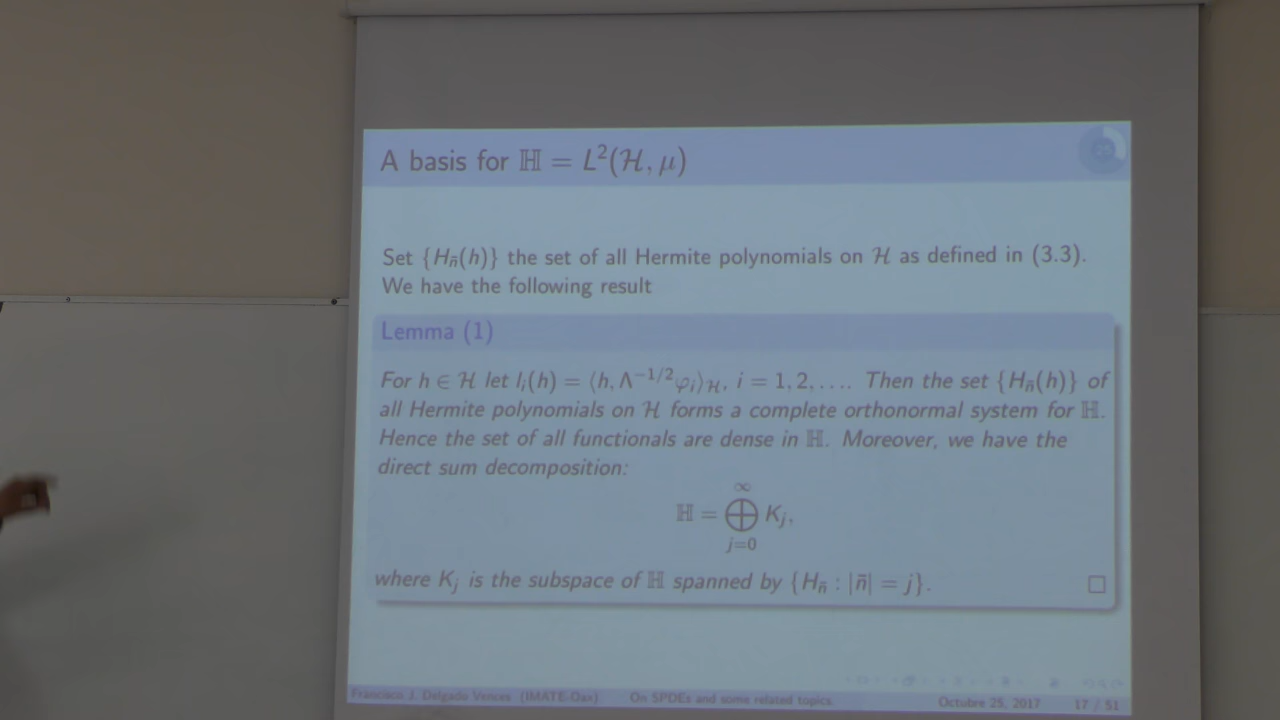 A basis for ℍ = L²(ℋ, μ)
Set {H_n̄(h)} the set of all Hermite polynomials on ℋ as defined in (3.3).
We have the following result
Lemma (1)
For h ∈ ℋ let l_i(h) = ⟨h, Λ^{-1/2}φ_i⟩_ℋ, i = 1, 2, .... Then the set {H_n̄(h)} of
all Hermite polynomials on ℋ forms a complete orthonormal system for ℍ.
Hence the set of all functionals are dense in ℍ. Moreover, we have the
direct sum decomposition:
ℍ = ⨁_{j=0}^{∞} K_j,
where K_j is the subspace of ℍ spanned by {H_n̄ : |n̄| = j}. □
Francisco J. Delgado Vences (IMATE-Oax) On SPDEs and some related topics. Octubre 25, 2017 17 / 51